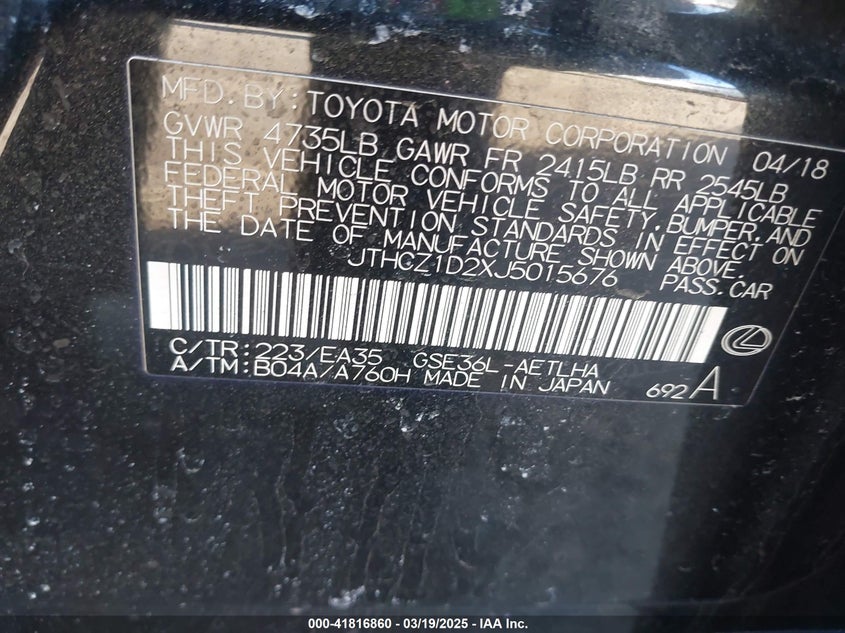 MFD. BY: TOYOTA MOTOR CORPORATION 04/18
GVWR 4735LB GAWR FR 2415LB RR 2545LB
THIS VEHICLE CONFORMS TO ALL APPLICABLE
FEDERAL MOTOR VEHICLE SAFETY, BUMPER, AND
THEFT PREVENTION STANDARDS IN EFFECT ON
THE DATE OF MANUFACTURE SHOWN ABOVE.
JTHCZ1D2XJ5015676 PASS. CAR
C/TR: 223/EA35 GSE36L-AETLHA
A/TM: B04A/A760H MADE IN JAPAN 692 A
000-41816860 - 03/19/2025 - IAA Inc.